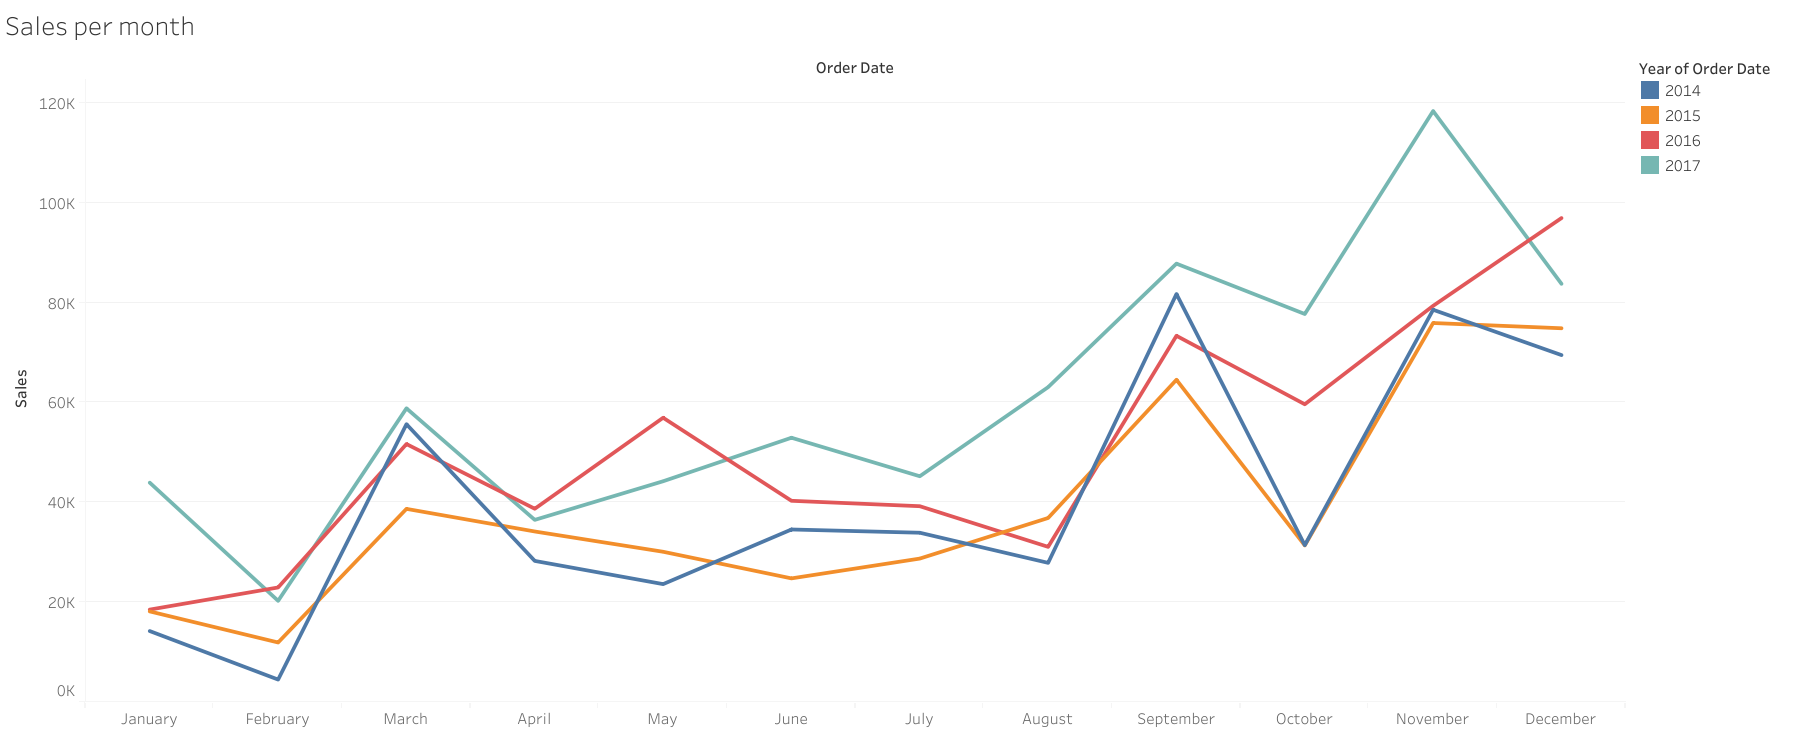 Sales per month
Order Date
Year of Order Date
2014
2015
2016
2017
120K
100K
80K
60K
40K
20K
0K
Sales
January February March April May June July August September October November December